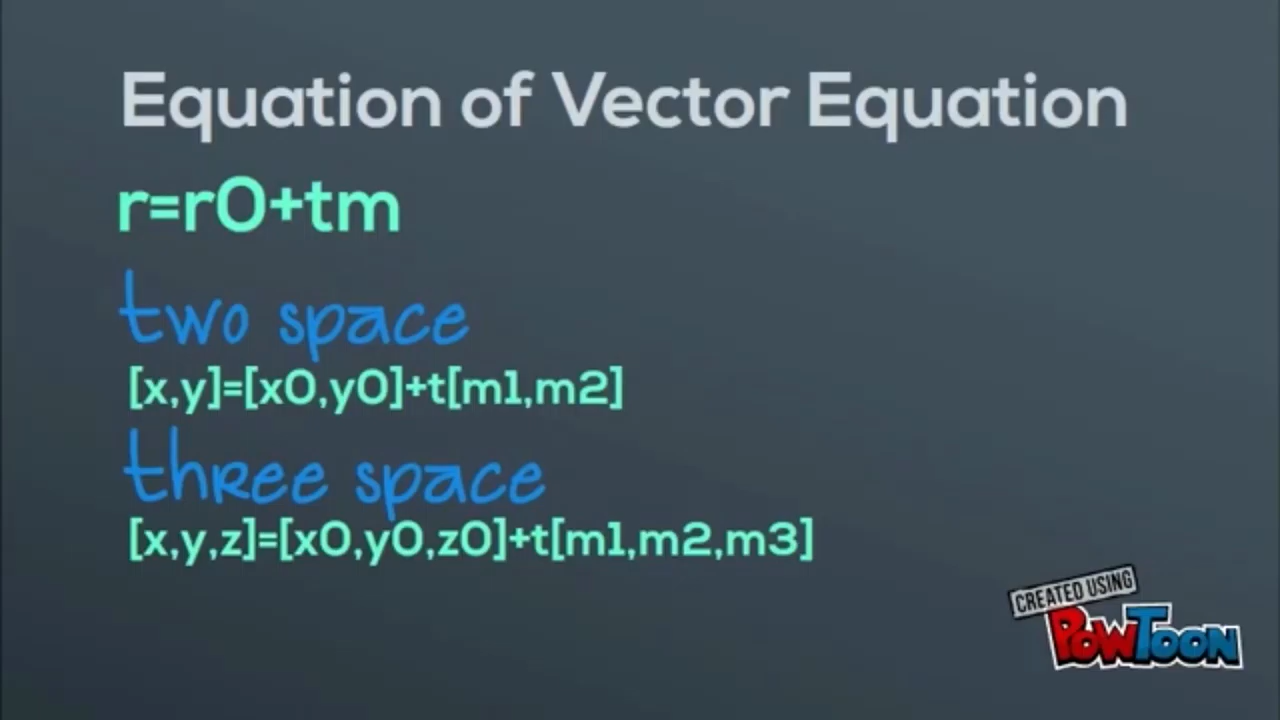 Equation of Vector Equation
r=r0+tm
two space
[x,y]=[x0,y0]+t[m1,m2]
three space
[x,y,z]=[x0,y0,z0]+t[m1,m2,m3]
CREATED USING
POWTOON